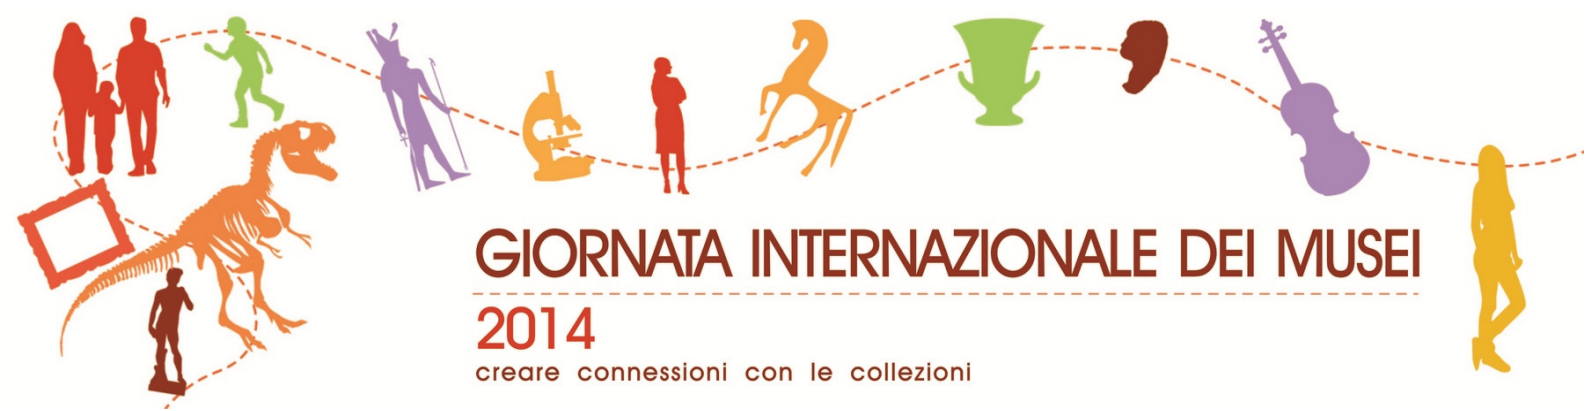 GIORNATA INTERNAZIONALE DEI MUSEI
2014
creare connessioni con le collezioni